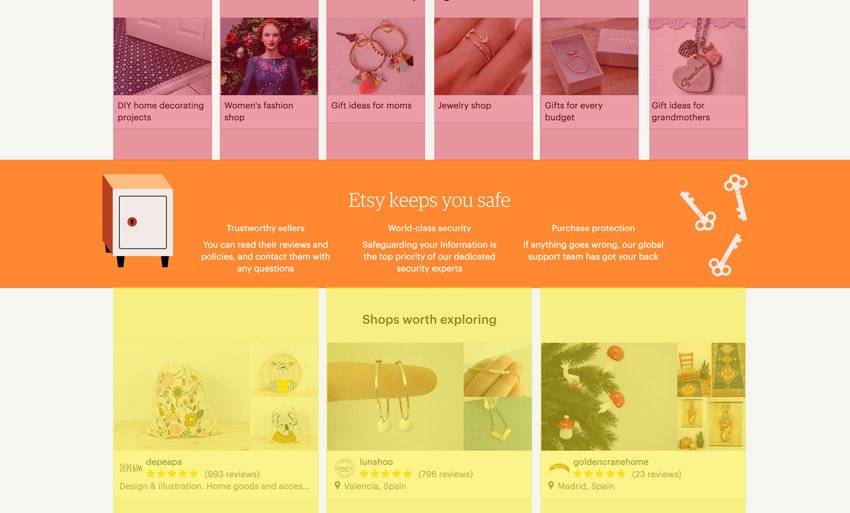 DIY home decorating
projects
Women's fashion
shop
Gift ideas for moms
Jewelry shop
Gifts for every
budget
Gift ideas for
grandmothers
Etsy keeps you safe
Trustworthy sellers
You can read their reviews and
policies, and contact them with
any questions
World-class security
Safeguarding your information is
the top priority of our dedicated
security experts
Purchase protection
If anything goes wrong, our global
support team has got your back
Shops worth exploring
DEPEAPA
depeapa
(993 reviews)
Design & illustration. Home goods and acces...
lunahoo
(796 reviews)
Valencia, Spain
goldencranehome
(23 reviews)
Madrid, Spain